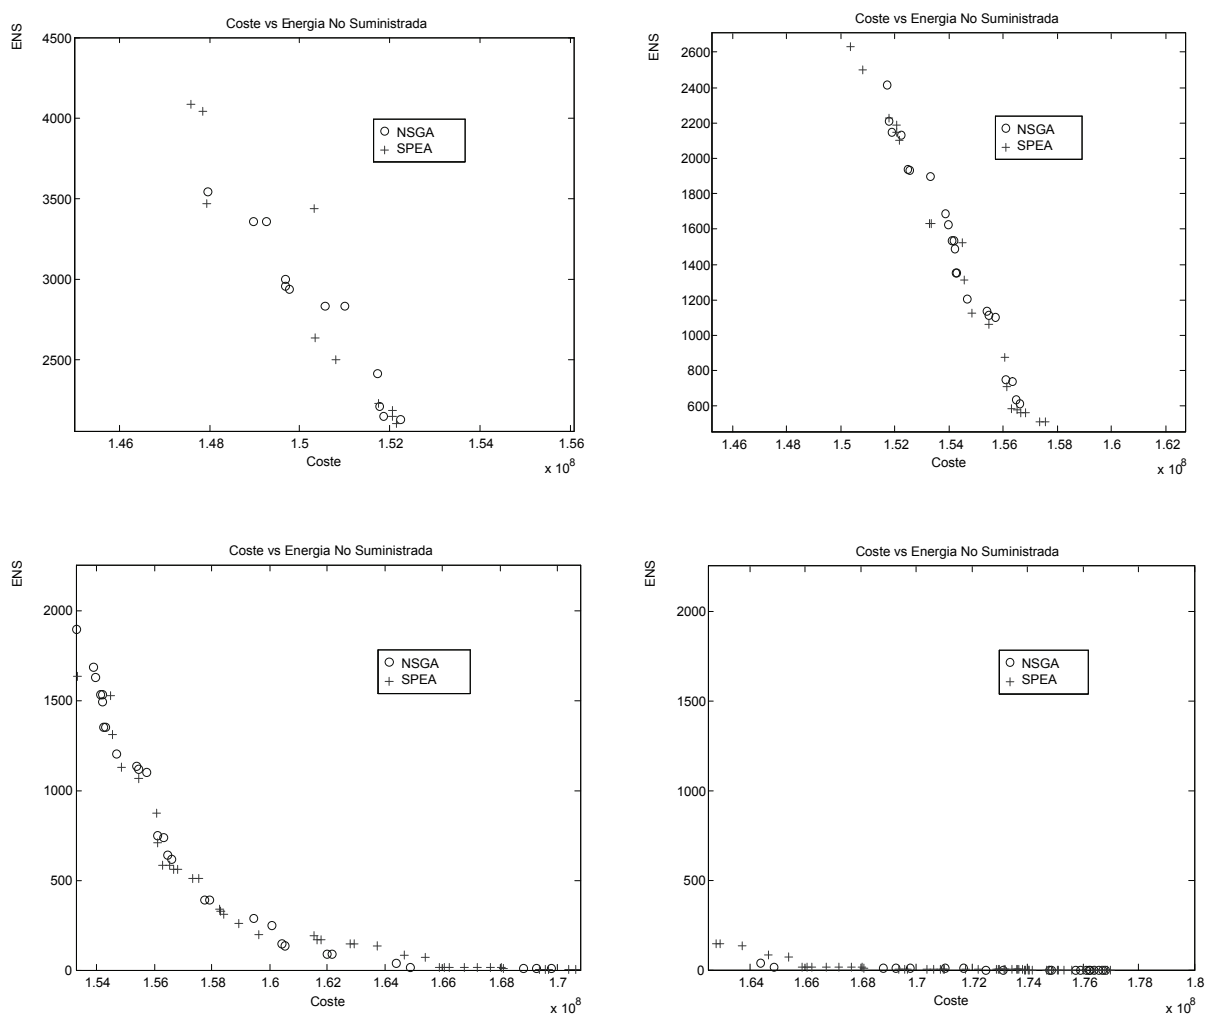 Coste vs Energia No Suministrada
ENS
4500
4000
3500
3000
2500
NSGA
SPEA
1.46 1.48 1.5 1.52 1.54 1.56
Coste
x 10^8
Coste vs Energia No Suministrada
ENS
2600
2400
2200
2000
1800
1600
1400
1200
1000
800
600
NSGA
SPEA
1.46 1.48 1.5 1.52 1.54 1.56 1.58 1.6 1.62
Coste
x 10^8
Coste vs Energia No Suministrada
ENS
2000
1500
1000
500
0
NSGA
SPEA
1.54 1.56 1.58 1.6 1.62 1.64 1.66 1.68 1.7
Coste
x 10^8
Coste vs Energia No Suministrada
ENS
2000
1500
1000
500
0
NSGA
SPEA
1.64 1.66 1.68 1.7 1.72 1.74 1.76 1.78 1.8
Coste
x 10^8